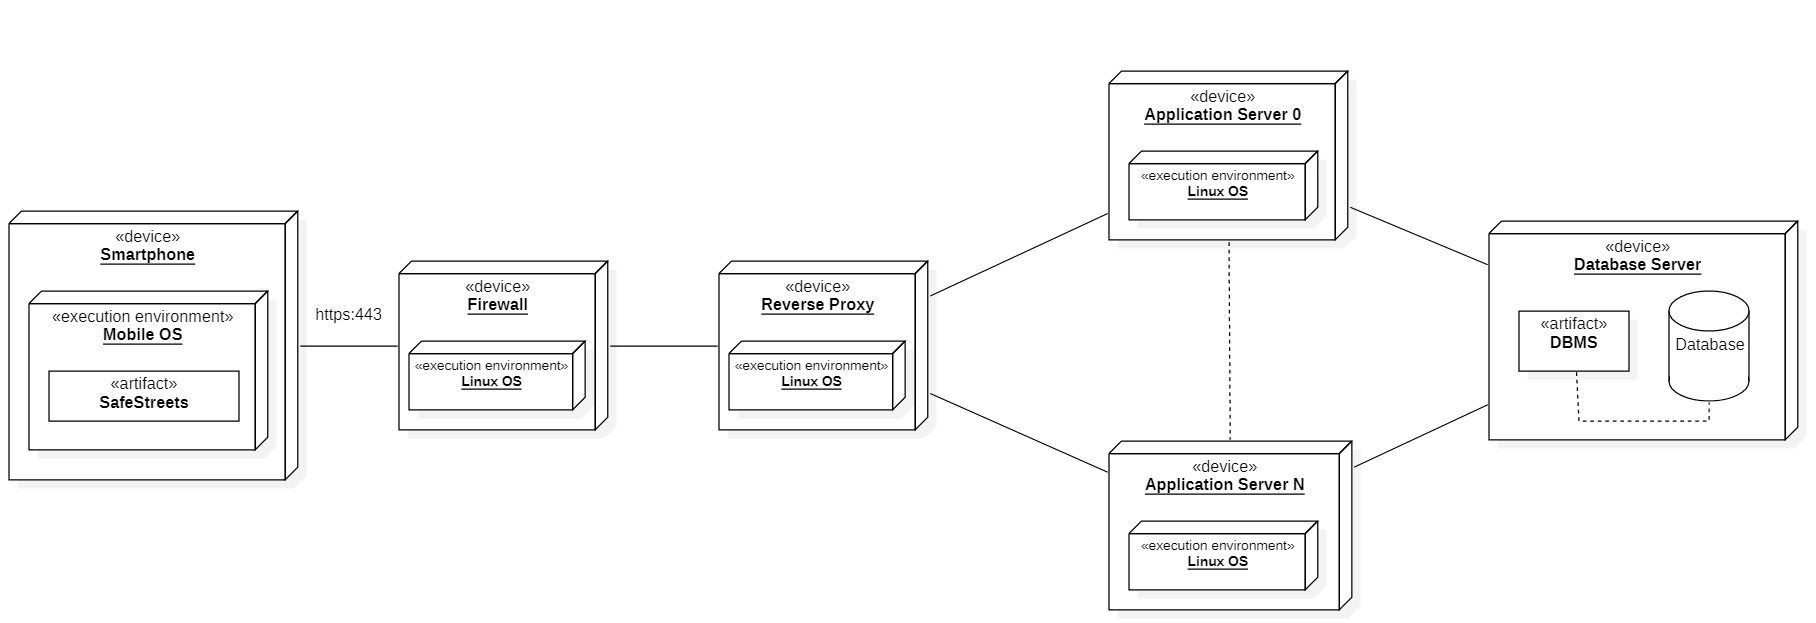 «device»
Smartphone
«execution environment»
Mobile OS
«artifact»
SafeStreets
https:443
«device»
Firewall
«execution environment»
Linux OS
«device»
Reverse Proxy
«execution environment»
Linux OS
«device»
Application Server 0
«execution environment»
Linux OS
«device»
Application Server N
«execution environment»
Linux OS
«device»
Database Server
«artifact»
DBMS
Database